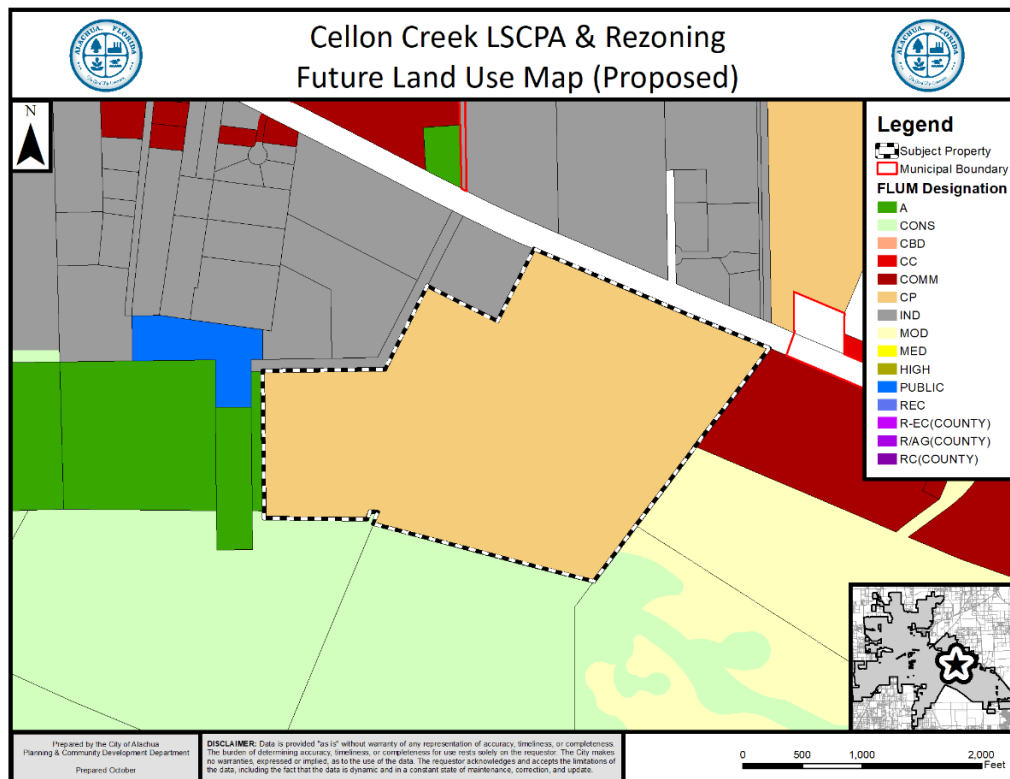 Cellon Creek LSCPA & Rezoning
Future Land Use Map (Proposed)
ALACHUA, FLORIDA
ALACHUA, FLORIDA
N
Legend
Subject Property
Municipal Boundary
FLUM Designation
A
CONS
CBD
CC
COMM
CP
IND
MOD
MED
HIGH
PUBLIC
REC
R-EC(COUNTY)
R/AG(COUNTY)
RC(COUNTY)
Prepared by the City of Alachua
Planning & Community Development Department
Prepared October
DISCLAIMER: Data is provided "as is" without warranty of any representation of accuracy, timeliness, or completeness.
The burden of determining accuracy, timeliness, or completeness for use rests solely on the requestor. The City makes
no warranties, expressed or implied, as to the use of the data. The requestor acknowledges and accepts the limitations of
the data, including the fact that the data is dynamic and in a constant state of maintenance, correction, and update.
0 500 1,000 2,000
Feet